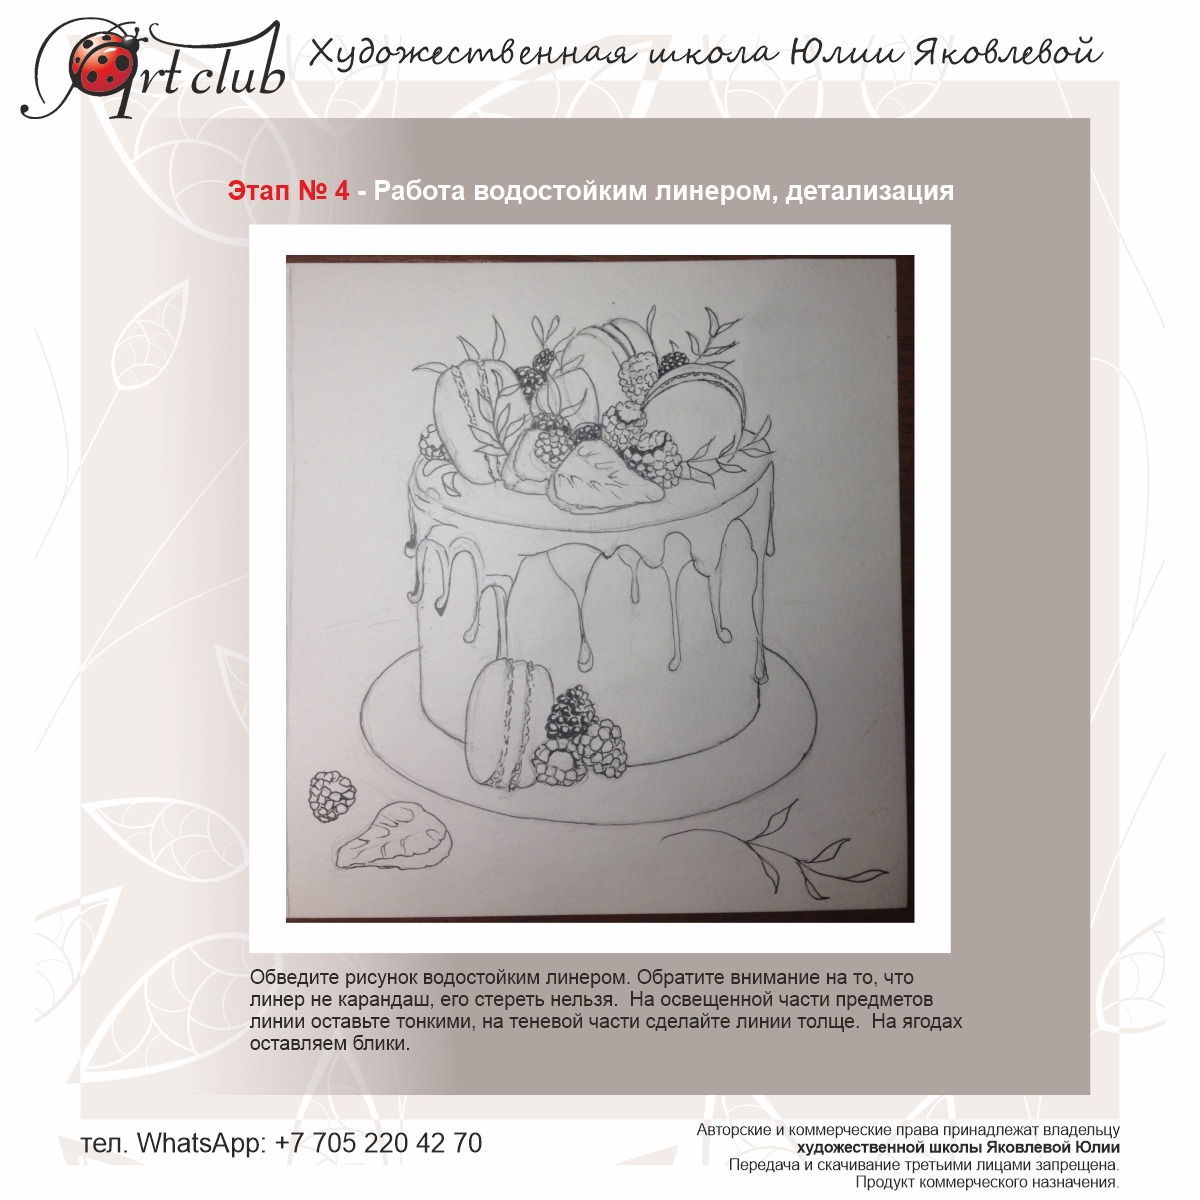 Art club
Художественная школа Юлии Яковлевой
Этап № 4 - Работа водостойким линером, детализация
Обведите рисунок водостойким линером. Обратите внимание на то, что
линер не карандаш, его стереть нельзя.  На освещенной части предметов
линии оставьте тонкими, на теневой части сделайте линии толще.  На ягодах
оставляем блики.
тел. WhatsApp: +7 705 220 42 70
Авторские и коммерческие права принадлежат владельцу
художественной школы Яковлевой Юлии
Передача и скачивание третьими лицами запрещена.
Продукт коммерческого назначения.